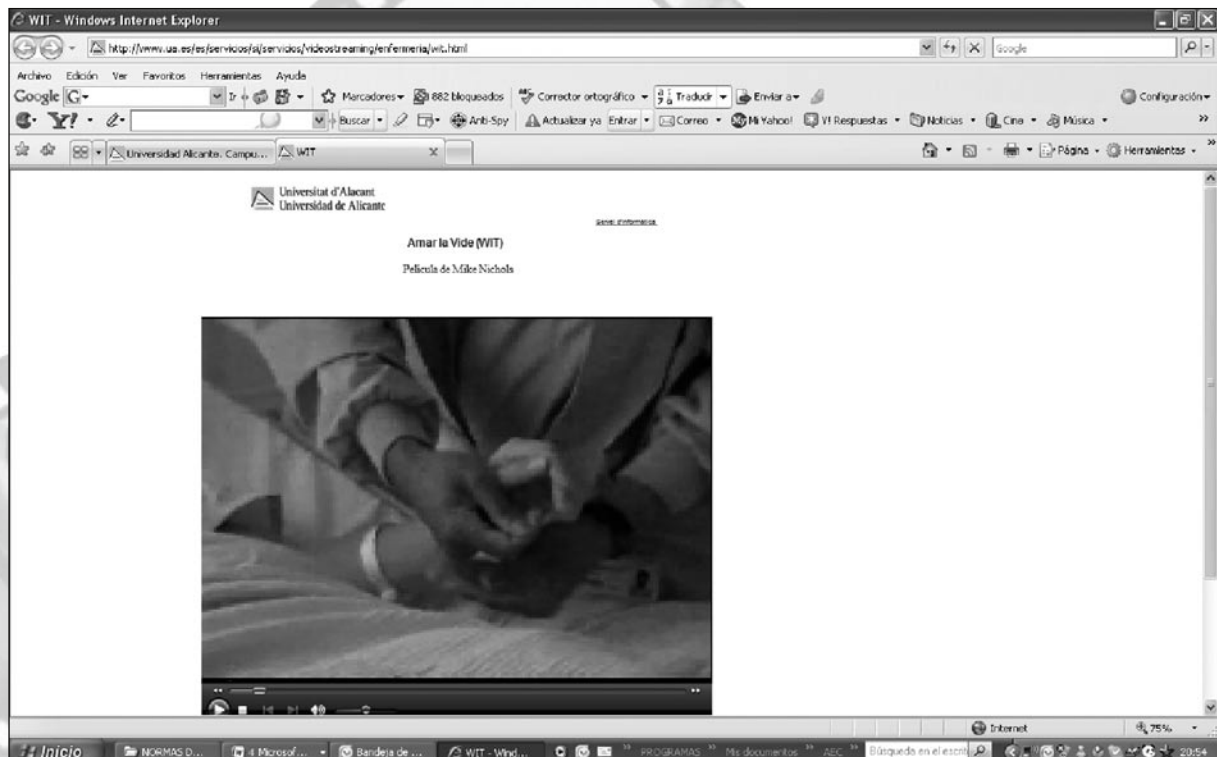 WIT - Windows Internet Explorer
http://www.ua.es/es/servicios/si/servicios/videostreaming/enfermeria/wit.html
Google
Archivo Edición Ver Favoritos Herramientas Ayuda
Google G Ir Marcadores 882 bloqueados Corrector ortográfico Traducir Enviar a Configuración
Y! Buscar Anti-Spy Actualizar ya Entrar Correo Mi Yahoo! Y! Respuestas Noticias Cine Música »
Universidad Alicante. Campu... WIT X Página Herramientas »
Universitat d'Alacant
Universidad de Alicante
Servei d'Informàtica
Amar la Vide (WIT)
Película de Mike Nichols
Internet 75%
Inicio NORMAS D... 4 Microsof... Bandeja de ... WIT - Wind... » PROGRAMAS » Mis documentos » AEC » Búsqueda en el escrit 20:54